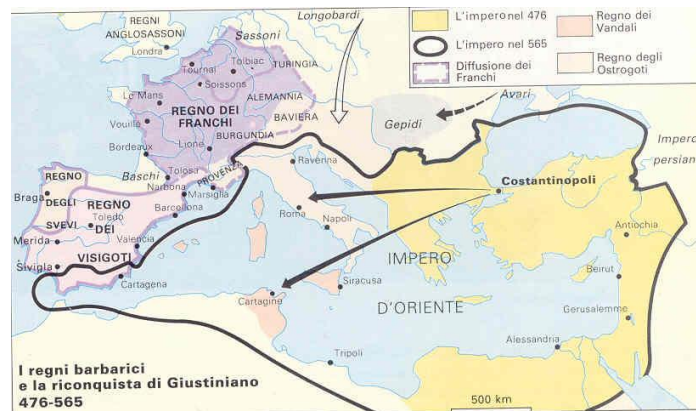 REGNI
ANGLOSASSONI
Londra
Longobardi
Sassoni
Tournai
Tolbiac
TURINGIA
Soissons
Le Mans
ALEMANNIA
REGNO DEI
FRANCHI
BAVIERA
Vouillé
BURGUNDIA
Lione
Bordeaux
Gepidi
Avari
Impero
persian
L'impero nel 476
L'impero nel 565
Diffusione dei
Franchi
Regno dei
Vandali
Regno degli
Ostrogoti
Baschi
Tolosa
PROVENZA
Narbona
Marsiglia
Ravenna
Costantinopoli
REGNO
Braga
DEGLI
SVEVI
REGNO
Toledo
DEI
VISIGOTI
Barcellona
Merida
Valencia
Siviglia
Cartagena
Roma
Napoli
IMPERO
D'ORIENTE
Antiochia
Siracusa
Cartagine
Beirut
Gerusalemme
Tripoli
Alessandria
I regni barbarici
e la riconquista di Giustiniano
476-565
500 km